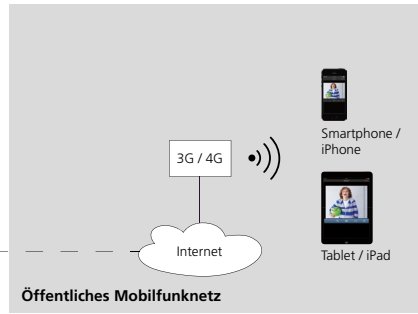 Smartphone /
iPhone
3G / 4G
Tablet / iPad
Internet
Öffentliches Mobilfunknetz